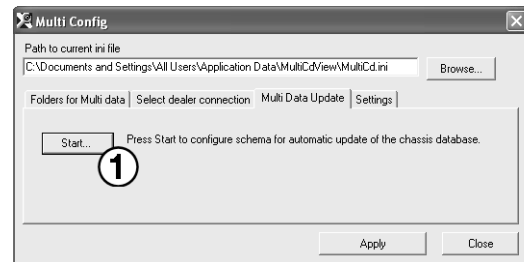 Multi Config
Path to current ini file
C:\Documents and Settings\All Users\Application Data\MultiCdView\MultiCd.ini Browse...
Folders for Multi data Select dealer connection Multi Data Update Settings
Start... Press Start to configure schema for automatic update of the chassis database.
1
Apply Close